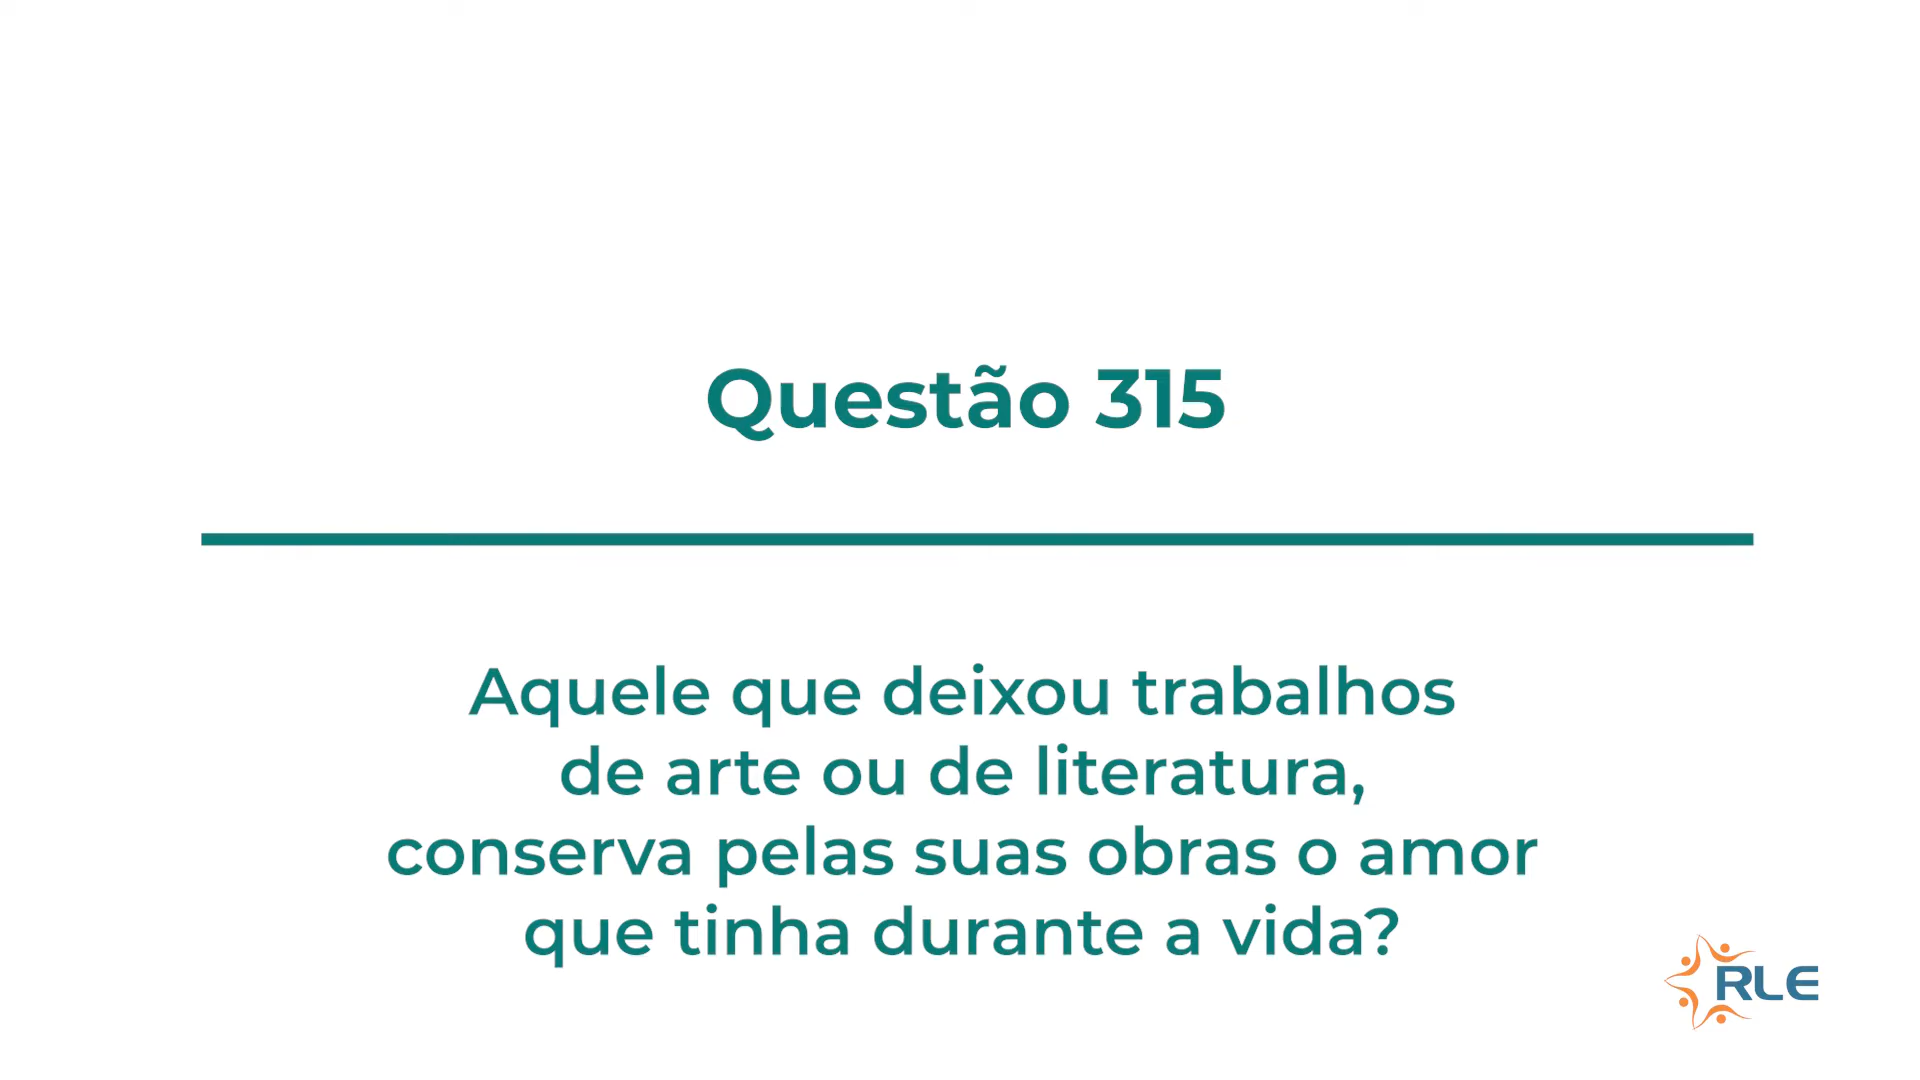 Questão 315
Aquele que deixou trabalhos
de arte ou de literatura,
conserva pelas suas obras o amor
que tinha durante a vida?
RLE